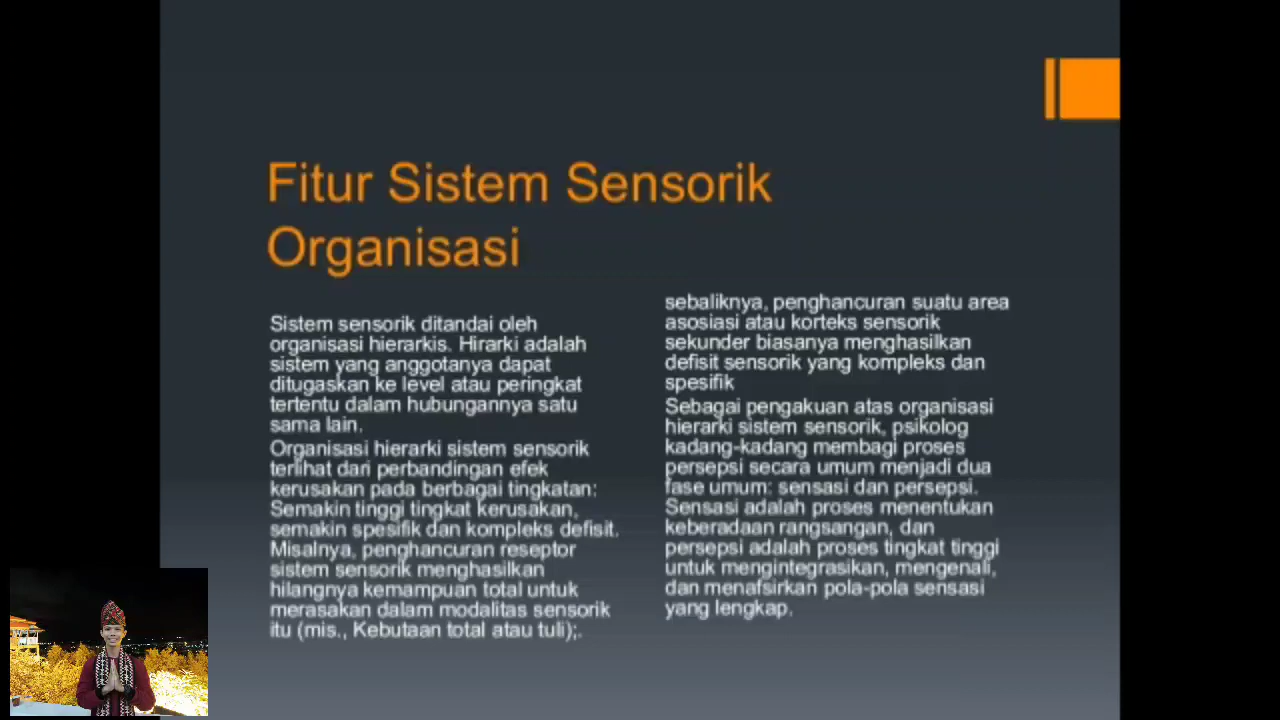 Fitur Sistem Sensorik
Organisasi
Sistem sensorik ditandai oleh
organisasi hierarkis. Hirarki adalah
sistem yang anggotanya dapat
ditugaskan ke level atau peringkat
tertentu dalam hubungannya satu
sama lain.
Organisasi hierarki sistem sensorik
terlihat dari perbandingan efek
kerusakan pada berbagai tingkatan:
Semakin tinggi tingkat kerusakan,
semakin spesifik dan kompleks defisit.
Misalnya, penghancuran reseptor
sistem sensorik menghasilkan
hilangnya kemampuan total untuk
merasakan dalam modalitas sensorik
itu (mis., Kebutaan total atau tuli);.
sebaliknya, penghancuran suatu area
asosiasi atau korteks sensorik
sekunder biasanya menghasilkan
defisit sensorik yang kompleks dan
spesifik
Sebagai pengakuan atas organisasi
hierarki sistem sensorik, psikolog
kadang-kadang membagi proses
persepsi secara umum menjadi dua
fase umum: sensasi dan persepsi.
Sensasi adalah proses menentukan
keberadaan rangsangan, dan
persepsi adalah proses tingkat tinggi
untuk mengintegrasikan, mengenali,
dan menafsirkan pola-pola sensasi
yang lengkap.